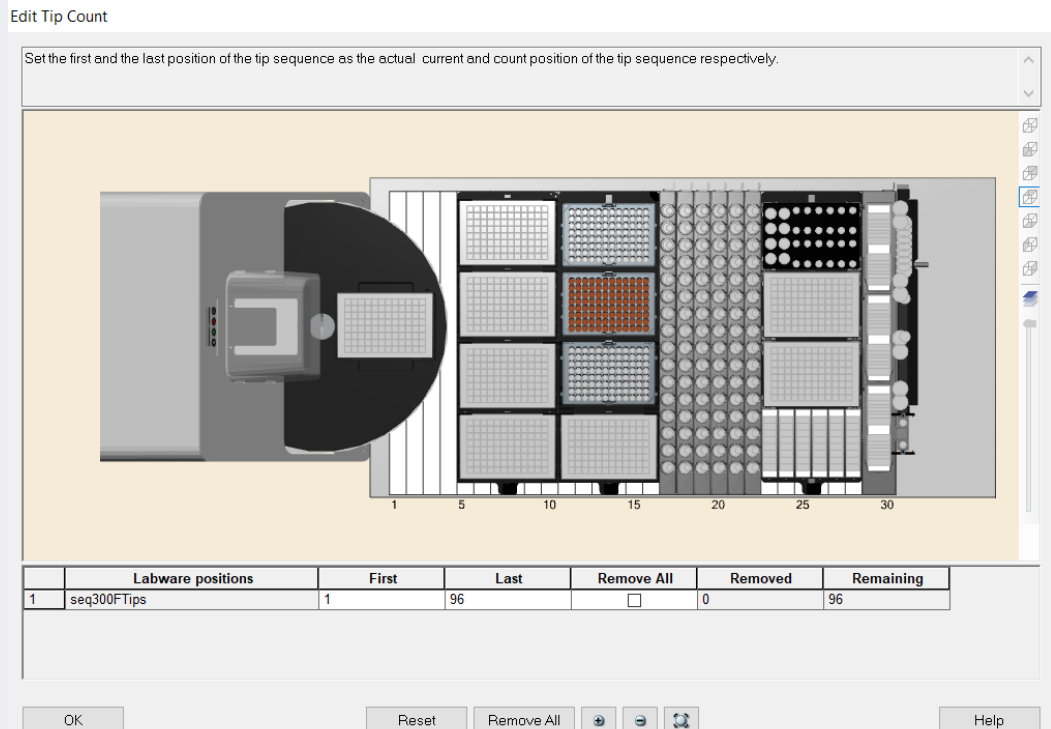 Edit Tip Count
Set the first and the last position of the tip sequence as the actual current and count position of the tip sequence respectively.
1 5 10 15 20 25 30
Labware positions First Last Remove All Removed Remaining
1 seq300FTips 1 96 0 96
OK Reset Remove All Help